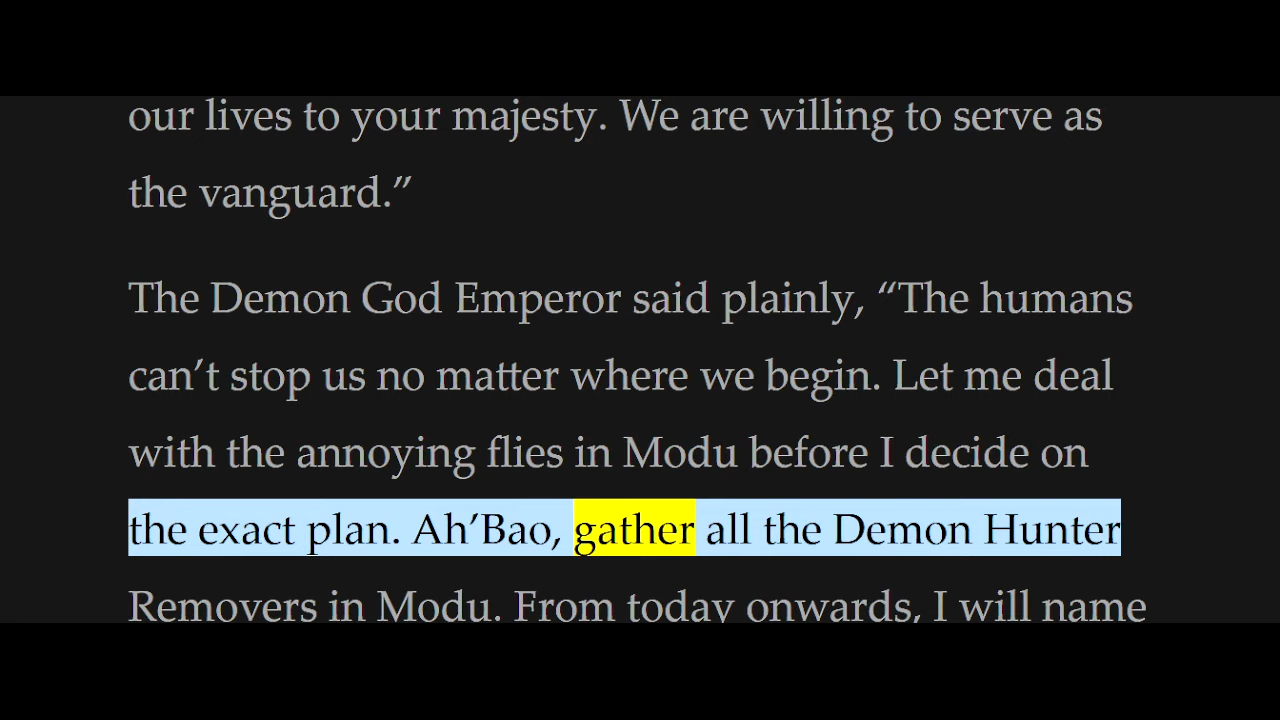 our lives to your majesty. We are willing to serve as
the vanguard.”
The Demon God Emperor said plainly, “The humans
can’t stop us no matter where we begin. Let me deal
with the annoying flies in Modu before I decide on
the exact plan. Ah’Bao, gather all the Demon Hunter
Removers in Modu. From today onwards, I will name